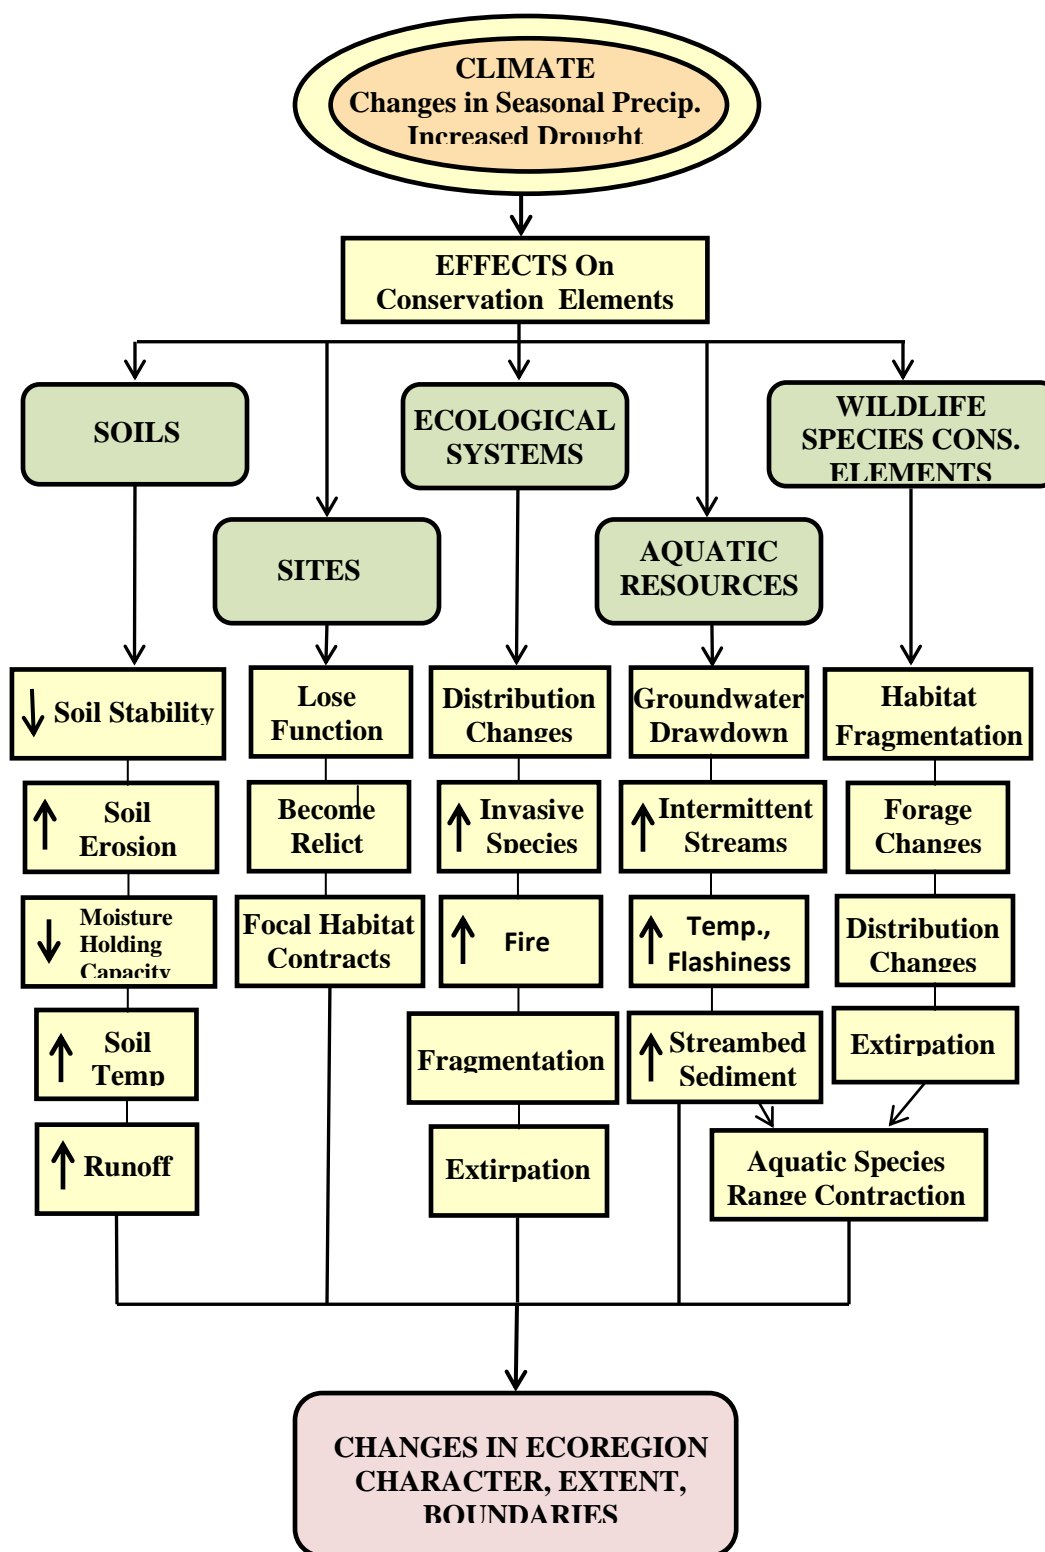 CLIMATE
Changes in Seasonal Precip.
Increased Drought
EFFECTS On
Conservation Elements
SOILS
ECOLOGICAL
SYSTEMS
WILDLIFE
SPECIES CONS.
ELEMENTS
SITES
AQUATIC
RESOURCES
Soil Stability
Soil
Erosion
Moisture
Holding
Capacity
Soil
Temp
Runoff
Lose
Function
Become
Relict
Focal Habitat
Contracts
Distribution
Changes
Invasive
Species
Fire
Fragmentation
Extirpation
Groundwater
Drawdown
Intermittent
Streams
Temp.,
Flashiness
Streambed
Sediment
Habitat
Fragmentation
Forage
Changes
Distribution
Changes
Extirpation
Aquatic Species
Range Contraction
CHANGES IN ECOREGION
CHARACTER, EXTENT,
BOUNDARIES